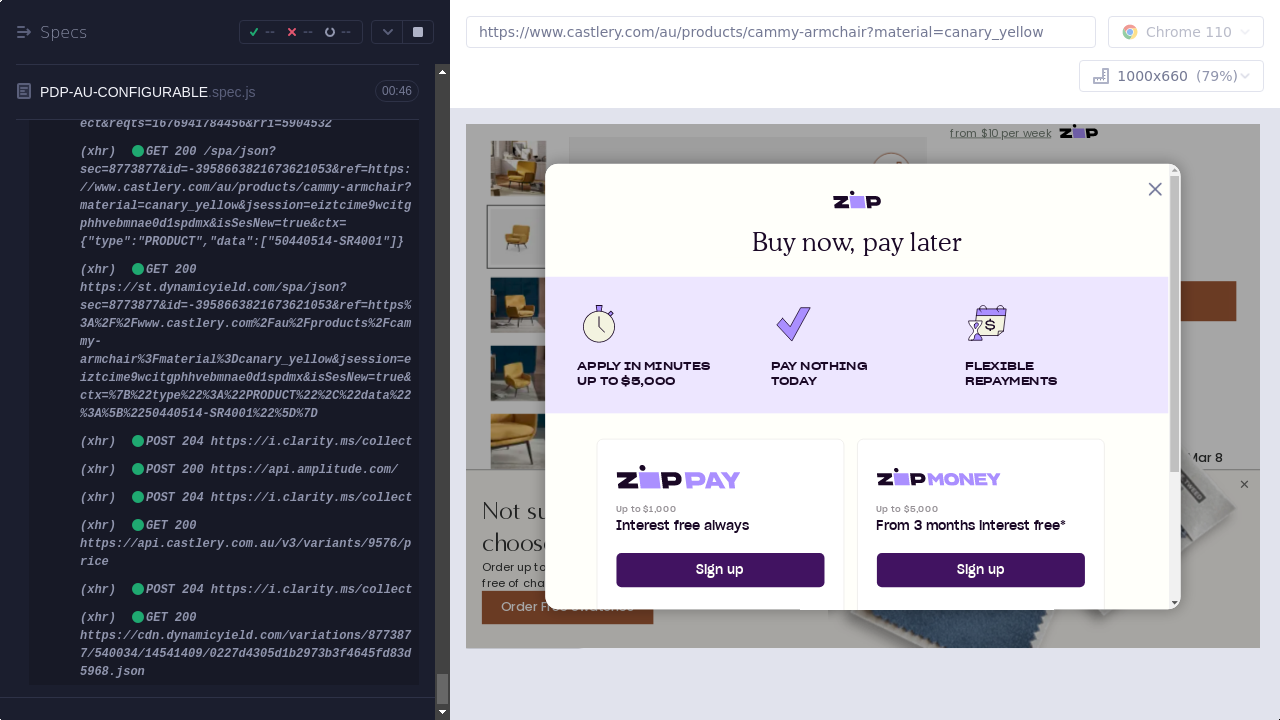 Specs
--
--
--
https://www.castlery.com/au/products/cammy-armchair?material=canary_yellow
Chrome 110
1000x660 (79%)
PDP-AU-CONFIGURABLE.spec.js
00:46
ect&reqts=1676941784456&rri=5904532
(xhr) GET 200 /spa/json?
sec=8773877&id=-3958663821673621053&ref=https:
//www.castlery.com/au/products/cammy-armchair?
material=canary_yellow&jsession=eiztcime9wcitg
phhvebmnae0d1spdmx&isSesNew=true&ctx=
{"type":"PRODUCT","data":["50440514-SR4001"]}
(xhr) GET 200
https://st.dynamicyield.com/spa/json?
sec=8773877&id=-3958663821673621053&ref=https%
3A%2F%2Fwww.castlery.com%2Fau%2Fproducts%2Fcam
my-
armchair%3Fmaterial%3Dcanary_yellow&jsession=e
iztcime9wcitgphhvebmnae0d1spdmx&isSesNew=true&
ctx=%7B%22type%22%3A%22PRODUCT%22%2C%22data%22
%3A%5B%2250440514-SR4001%22%5D%7D
(xhr) POST 204 https://i.clarity.ms/collect
(xhr) POST 200 https://api.amplitude.com/
(xhr) POST 204 https://i.clarity.ms/collect
(xhr) GET 200
https://api.castlery.com.au/v3/variants/9576/p
rice
(xhr) POST 204 https://i.clarity.ms/collect
(xhr) GET 200
https://cdn.dynamicyield.com/variations/877387
7/540034/14541409/0227d4305d1b2973b3f4645fd83d
5968.json
from $10 per week zip
zip
Buy now, pay later
APPLY IN MINUTES
UP TO $5,000
PAY NOTHING
TODAY
FLEXIBLE
REPAYMENTS
zip PAY
Up to $1,000
Interest free always
Sign up
zip MONEY
Up to $5,000
From 3 months interest free*
Sign up
Mar 8
Not su
choose
Order up to
free of cha
Order Free Swatches